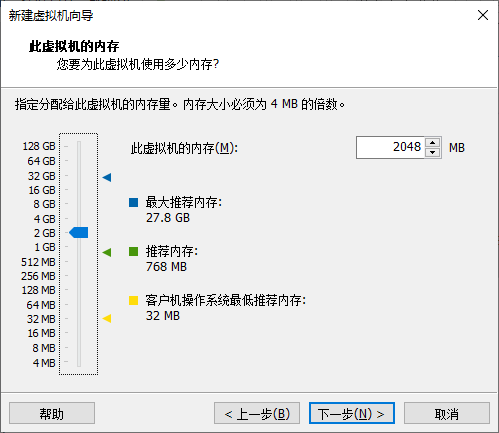 新建虚拟机向导
此虚拟机的内存
您要为此虚拟机使用多少内存?
指定分配给此虚拟机的内存量。内存大小必须为 4 MB 的倍数。
此虚拟机的内存(M): 2048 MB
128 GB
64 GB
32 GB
16 GB
8 GB
4 GB
2 GB
1 GB
512 MB
256 MB
128 MB
64 MB
32 MB
16 MB
8 MB
4 MB
最大推荐内存:
27.8 GB
推荐内存:
768 MB
客户机操作系统最低推荐内存:
32 MB
帮助 < 上一步(B) 下一步(N) > 取消